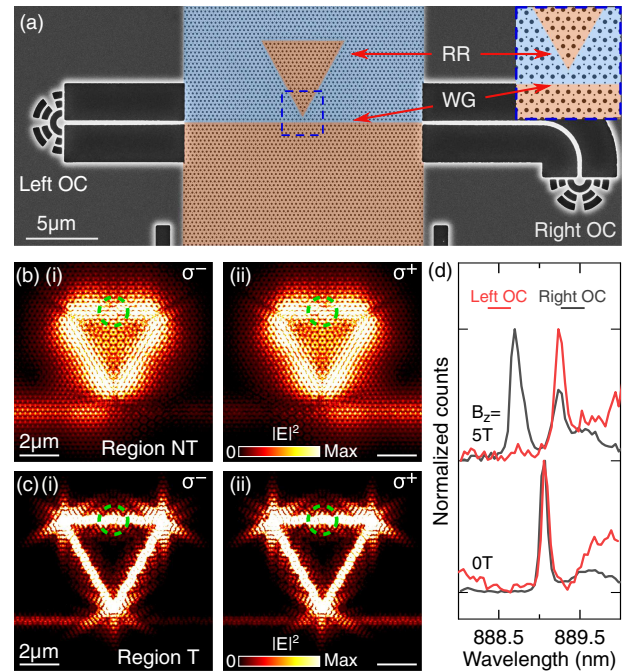 (a)
RR
WG
Left OC
5μm
Right OC
(b) (i) σ−
(ii) σ+
2μm
Region NT
0 |E|² Max
(c) (i) σ−
(ii) σ+
2μm
Region T
0 |E|² Max
(d)
Left OC Right OC
Normalized counts
Bz=
5T
0T
888.5 889.5
Wavelength (nm)